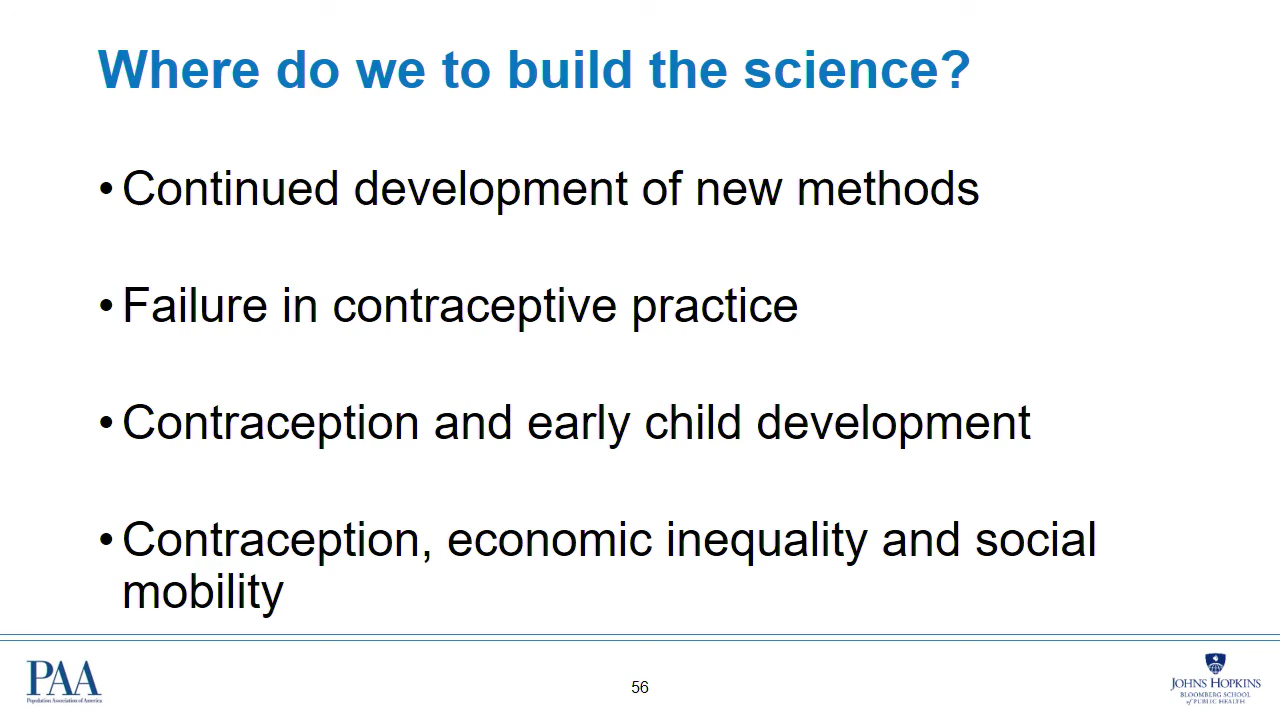 Where do we to build the science?
• Continued development of new methods
• Failure in contraceptive practice
• Contraception and early child development
• Contraception, economic inequality and social
mobility
PAA
Population Association of America
56
JOHNS HOPKINS
BLOOMBERG SCHOOL
of PUBLIC HEALTH